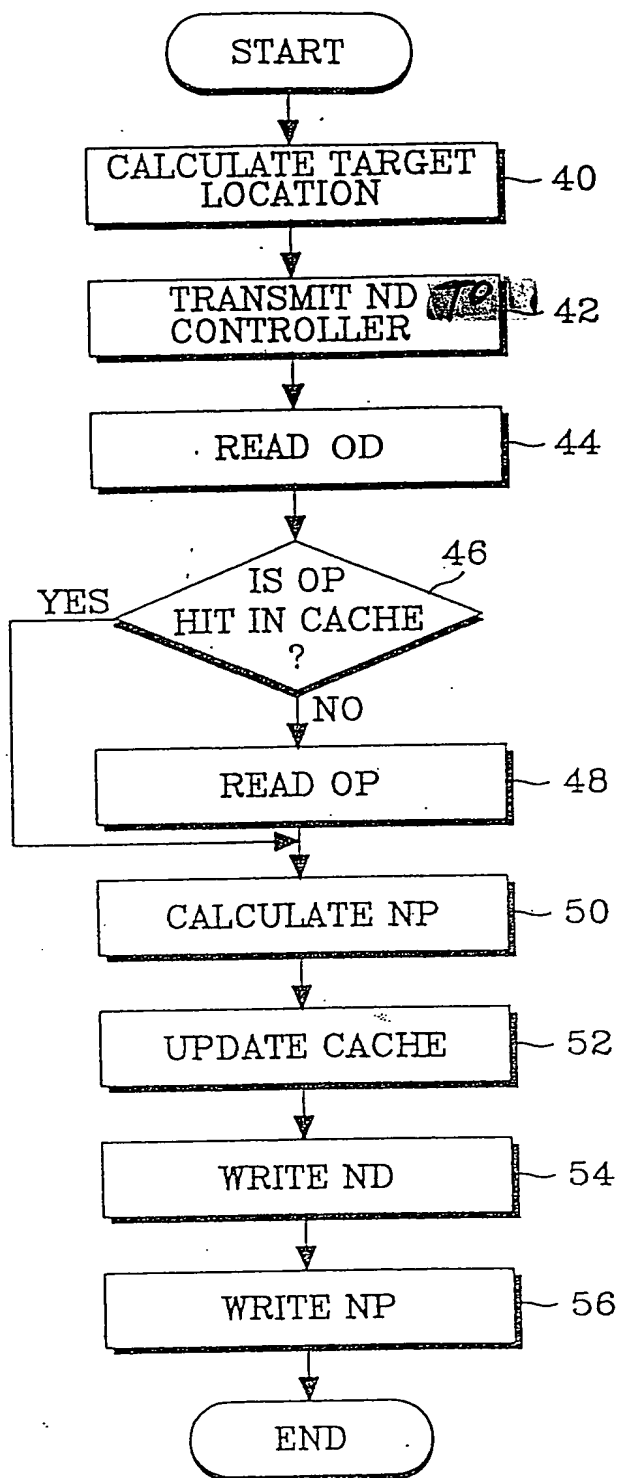 START
CALCULATE TARGET
LOCATION
40
TRANSMIT ND TO
CONTROLLER
42
READ OD
44
IS OP
HIT IN CACHE
?
46
YES
NO
READ OP
48
CALCULATE NP
50
UPDATE CACHE
52
WRITE ND
54
WRITE NP
56
END